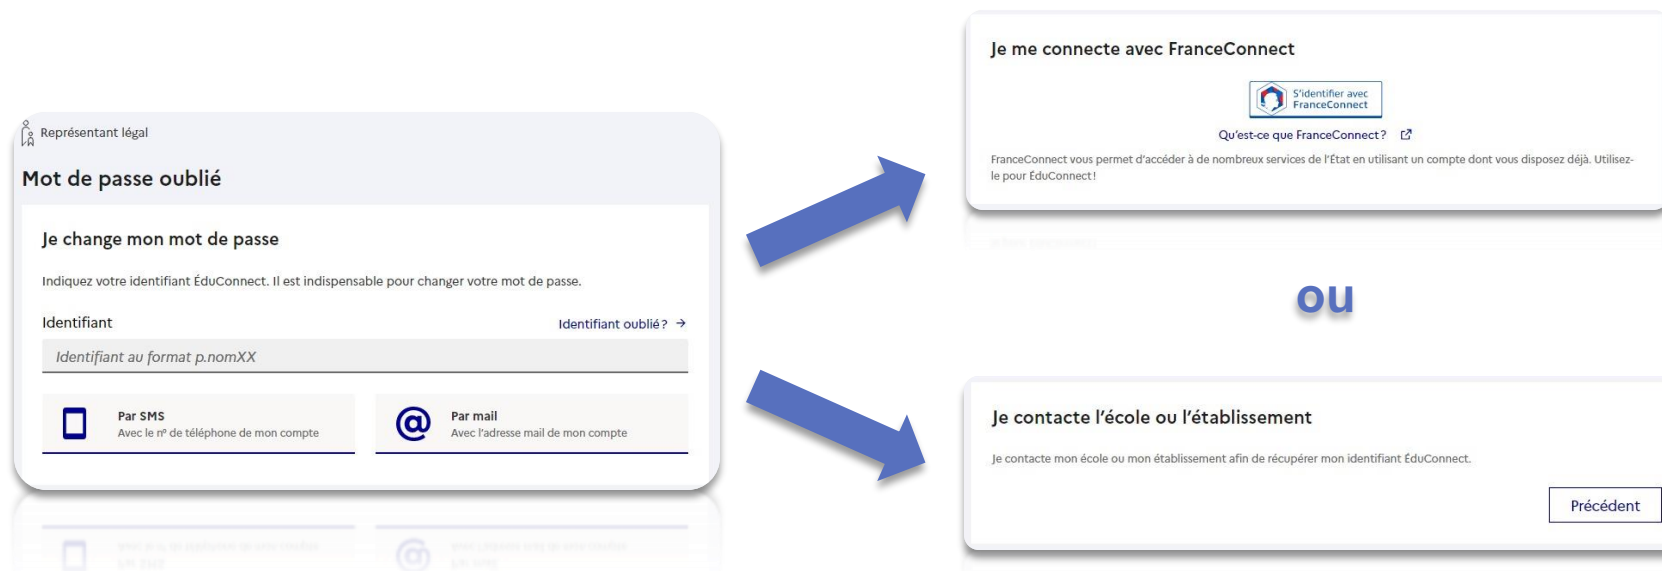 Représentant légal
Mot de passe oublié
Je change mon mot de passe
Indiquez votre identifiant ÉduConnect. Il est indispensable pour changer votre mot de passe.
Identifiant
Identifiant oublié ? →
Identifiant au format p.nomXX
Par SMS
Avec le nº de téléphone de mon compte
Par mail
Avec l'adresse mail de mon compte
Je me connecte avec FranceConnect
S'identifier avec
FranceConnect
Qu'est-ce que FranceConnect ?
FranceConnect vous permet d'accéder à de nombreux services de l'État en utilisant un compte dont vous disposez déjà. Utilisez-
le pour ÉduConnect !
ou
Je contacte l'école ou l'établissement
Je contacte mon école ou mon établissement afin de récupérer mon identifiant ÉduConnect.
Précédent